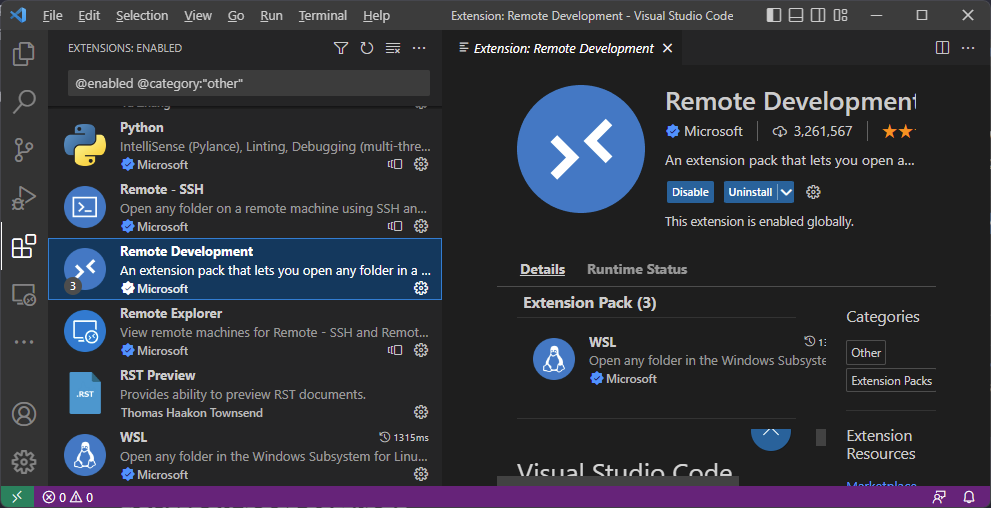 File Edit Selection View Go Run Terminal Help
Extension: Remote Development - Visual Studio Code
EXTENSIONS: ENABLED
@enabled @category:"other"
Python
IntelliSense (Pylance), Linting, Debugging (multi-thre...
Microsoft
Remote - SSH
Open any folder on a remote machine using SSH an...
Microsoft
Remote Development
An extension pack that lets you open any folder in a ...
3
Microsoft
Remote Explorer
View remote machines for Remote - SSH and Remot...
Microsoft
.RST
RST Preview
Provides ability to preview RST documents.
Thomas Haakon Townsend
WSL
1315ms
Open any folder in the Windows Subsystem for Linu...
Microsoft
0 0
Extension: Remote Development
Remote Development
Microsoft
3,261,567
An extension pack that lets you open a...
Disable
Uninstall
This extension is enabled globally.
Details
Runtime Status
Extension Pack (3)
WSL
Open any folder in the Windows Subsyste
Microsoft
Categories
Other
Extension Packs
Extension
Resources
Marketplace
Visual Studio Code